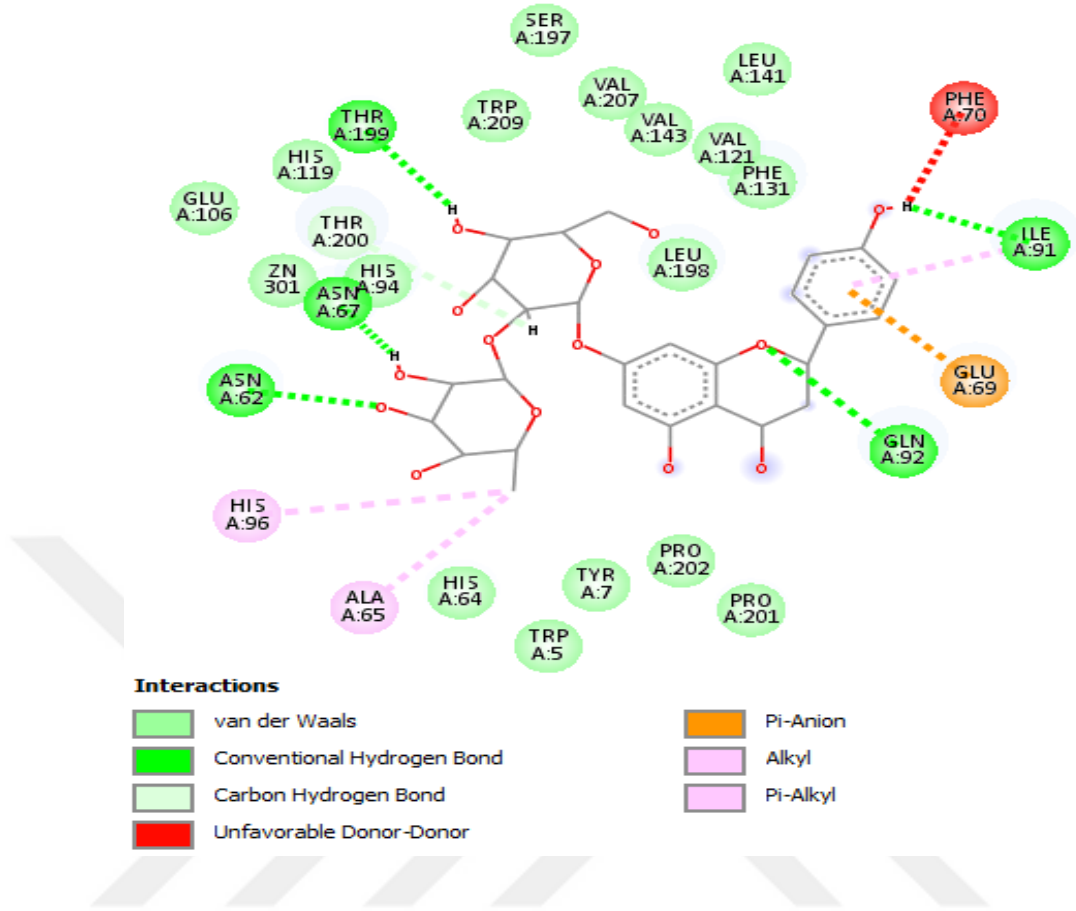 SER
A:197
LEU
A:141
VAL
A:207
PHE
A:70
THR
A:199
TRP
A:209
VAL
A:143
VAL
A:121
HIS
A:119
PHE
A:131
GLU
A:106
H
O
H
THR
A:200
O
O
ILE
A:91
ZN
301
HIS
A:94
LEU
A:198
O
A5N
A:67
O
H
O
O
O
H
O
GLU
A:69
A5N
A:62
O
O
GLN
A:92
O
O
O
HIS
A:96
ALA
A:65
HIS
A:64
TYR
A:7
PRO
A:202
PRO
A:201
TRP
A:5
Interactions
van der Waals
Conventional Hydrogen Bond
Carbon Hydrogen Bond
Unfavorable Donor-Donor
Pi-Anion
Alkyl
Pi-Alkyl